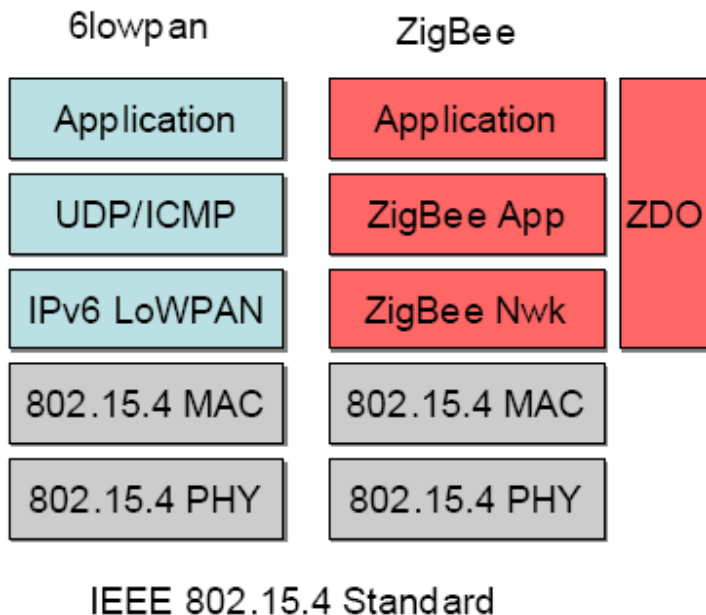 6lowpan
ZigBee
Application
Application
UDP/ICMP
ZigBee App
ZDO
IPv6 LoWPAN
ZigBee Nwk
802.15.4 MAC
802.15.4 MAC
802.15.4 PHY
802.15.4 PHY
IEEE 802.15.4 Standard